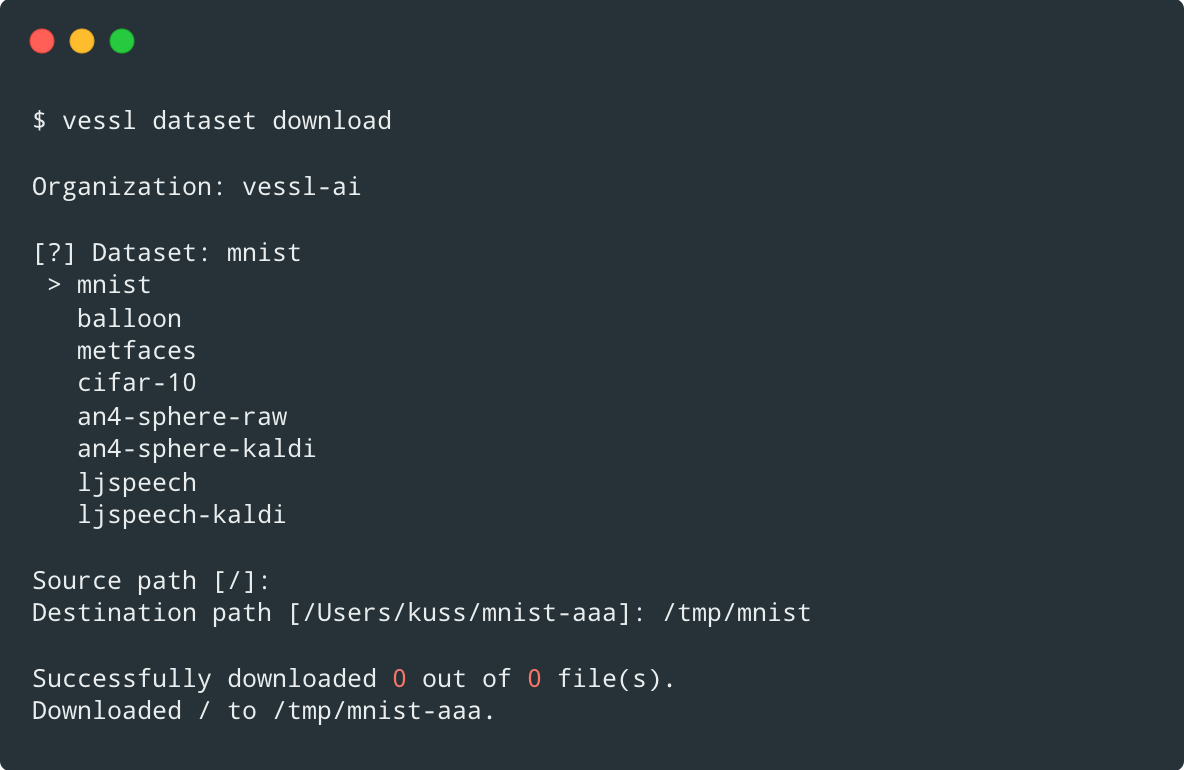 $ vessl dataset download
Organization: vessl-ai
[?] Dataset: mnist
> mnist
balloon
metfaces
cifar-10
an4-sphere-raw
an4-sphere-kaldi
ljspeech
ljspeech-kaldi
Source path [/]:
Destination path [/Users/kuss/mnist-aaa]: /tmp/mnist
Successfully downloaded 0 out of 0 file(s).
Downloaded / to /tmp/mnist-aaa.